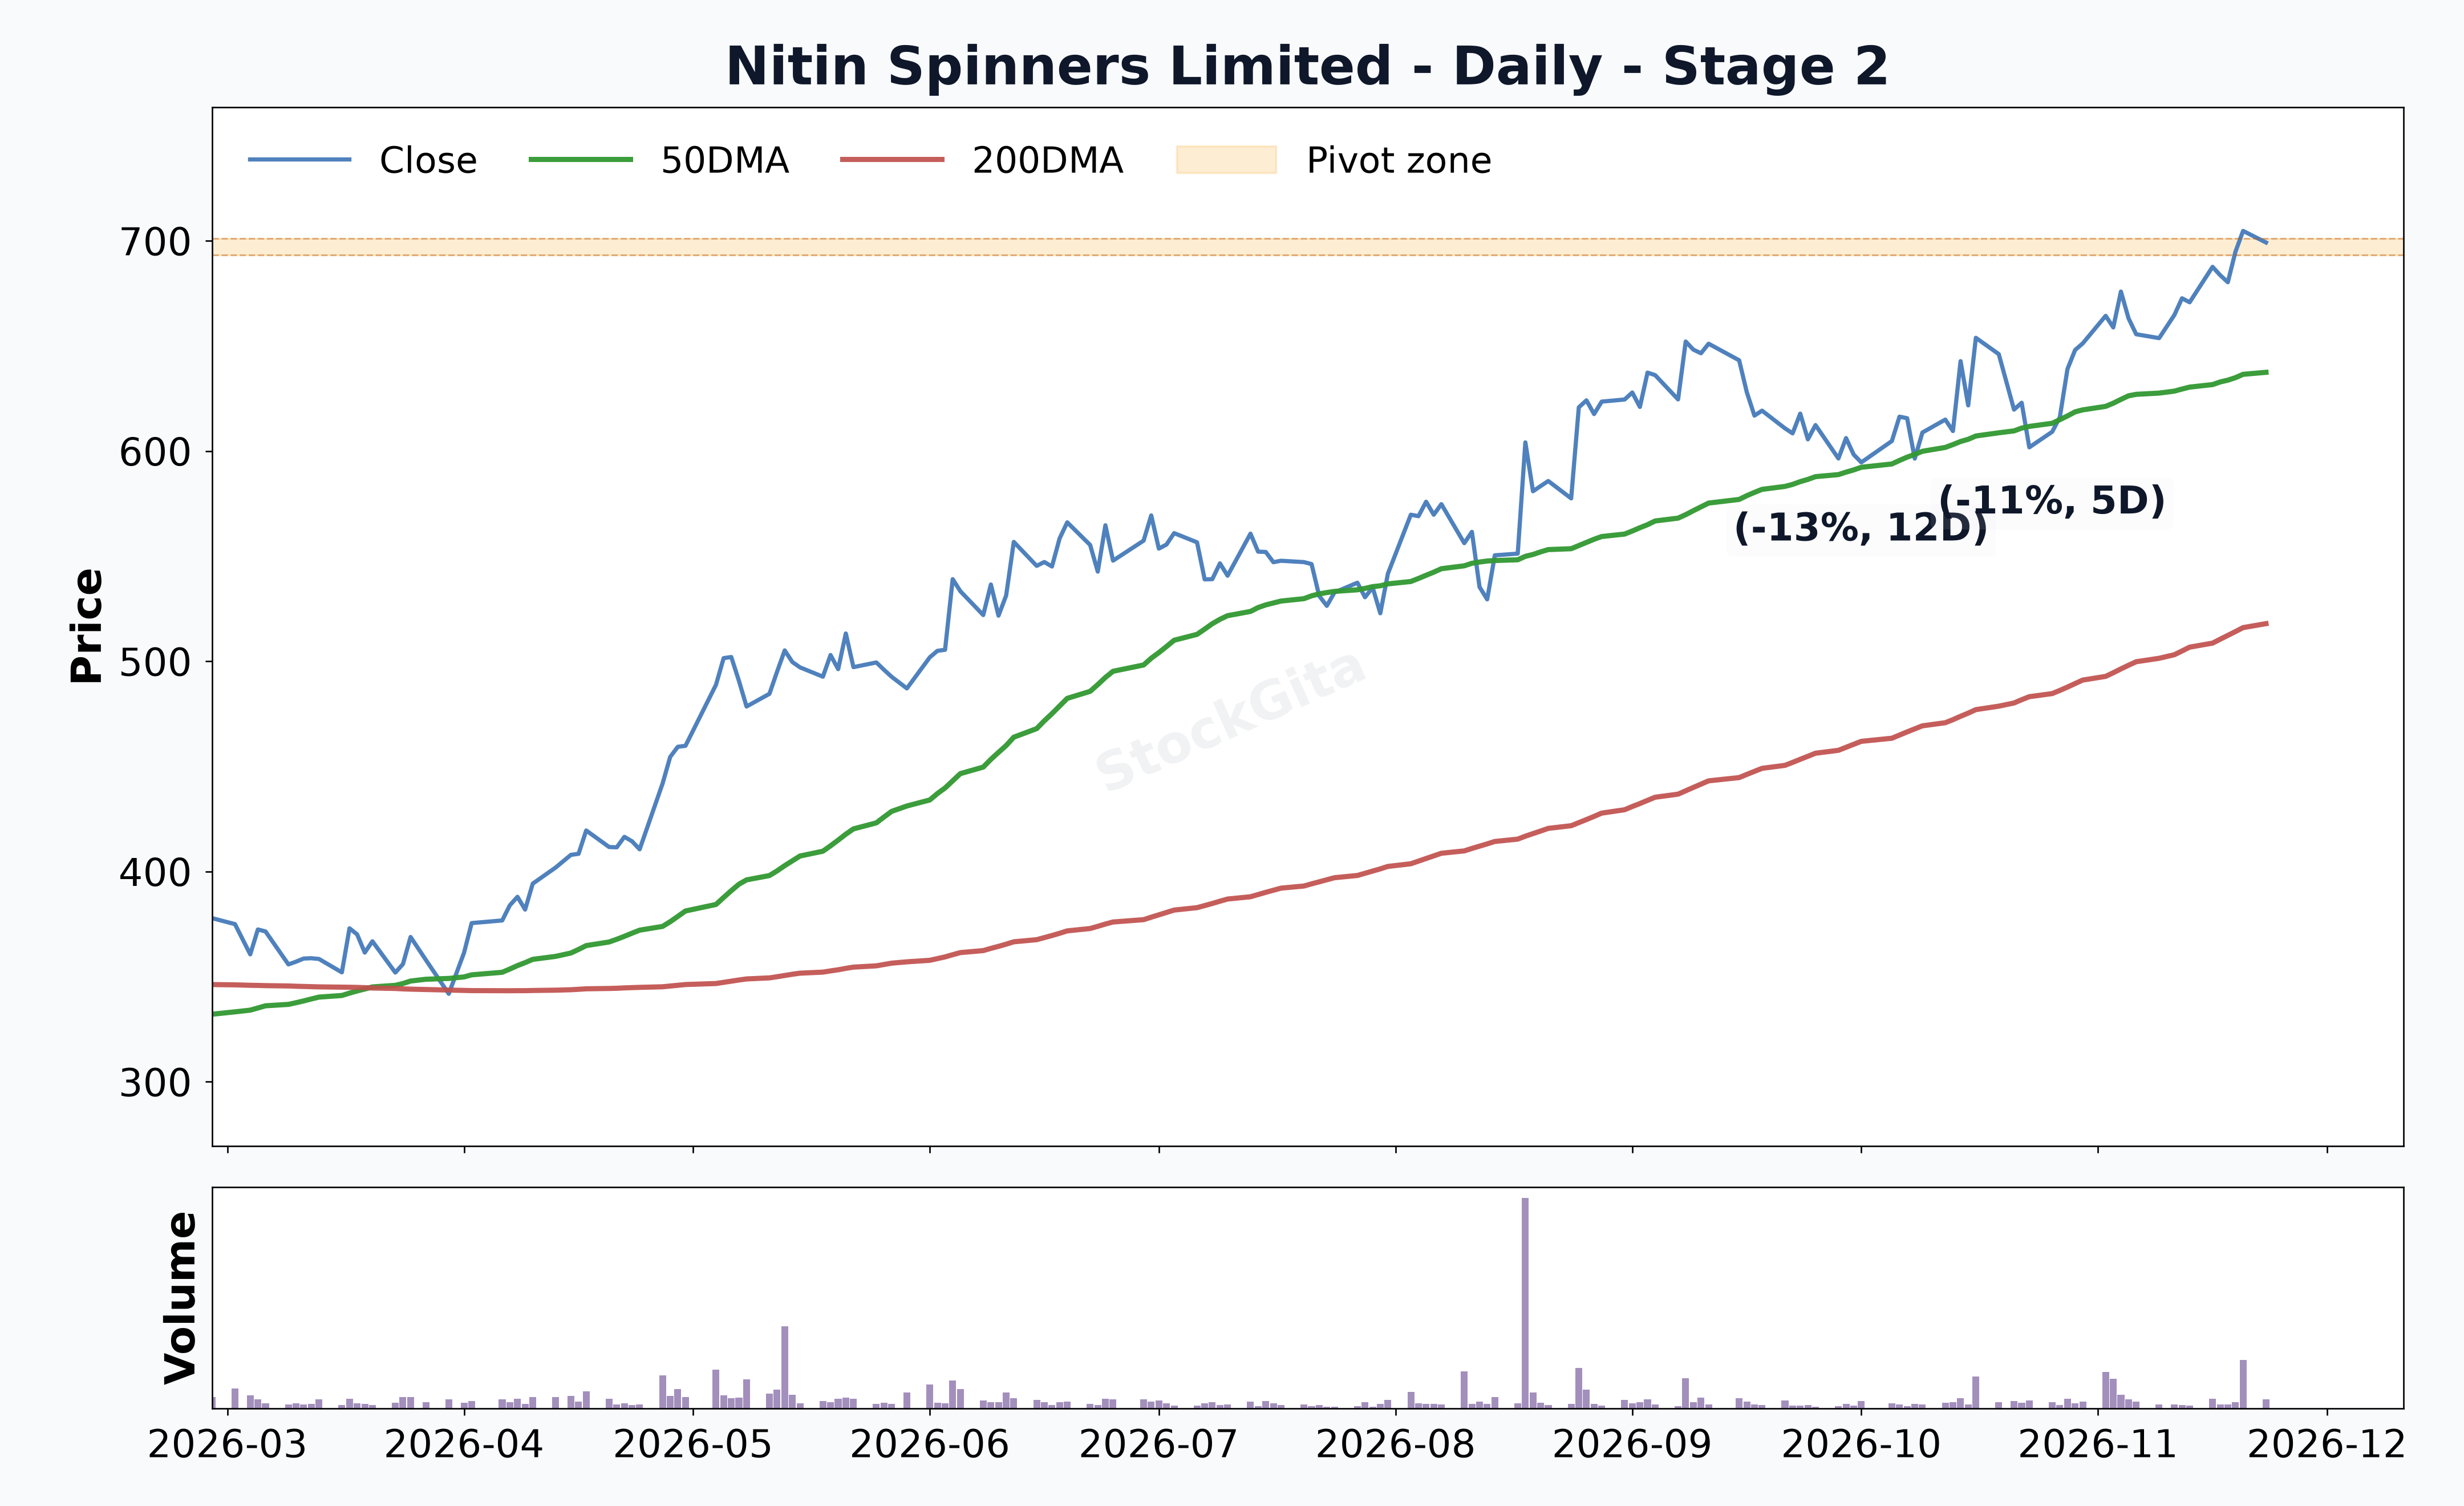 Nitin Spinners Limited - Daily - Stage 2
Close 50DMA 200DMA Pivot zone
700
600
500
400
300
Price
(-11%, 5D)
(-13%, 12D)
StockGita
Volume
2026-03 2026-04 2026-05 2026-06 2026-07 2026-08 2026-09 2026-10 2026-11 2026-12